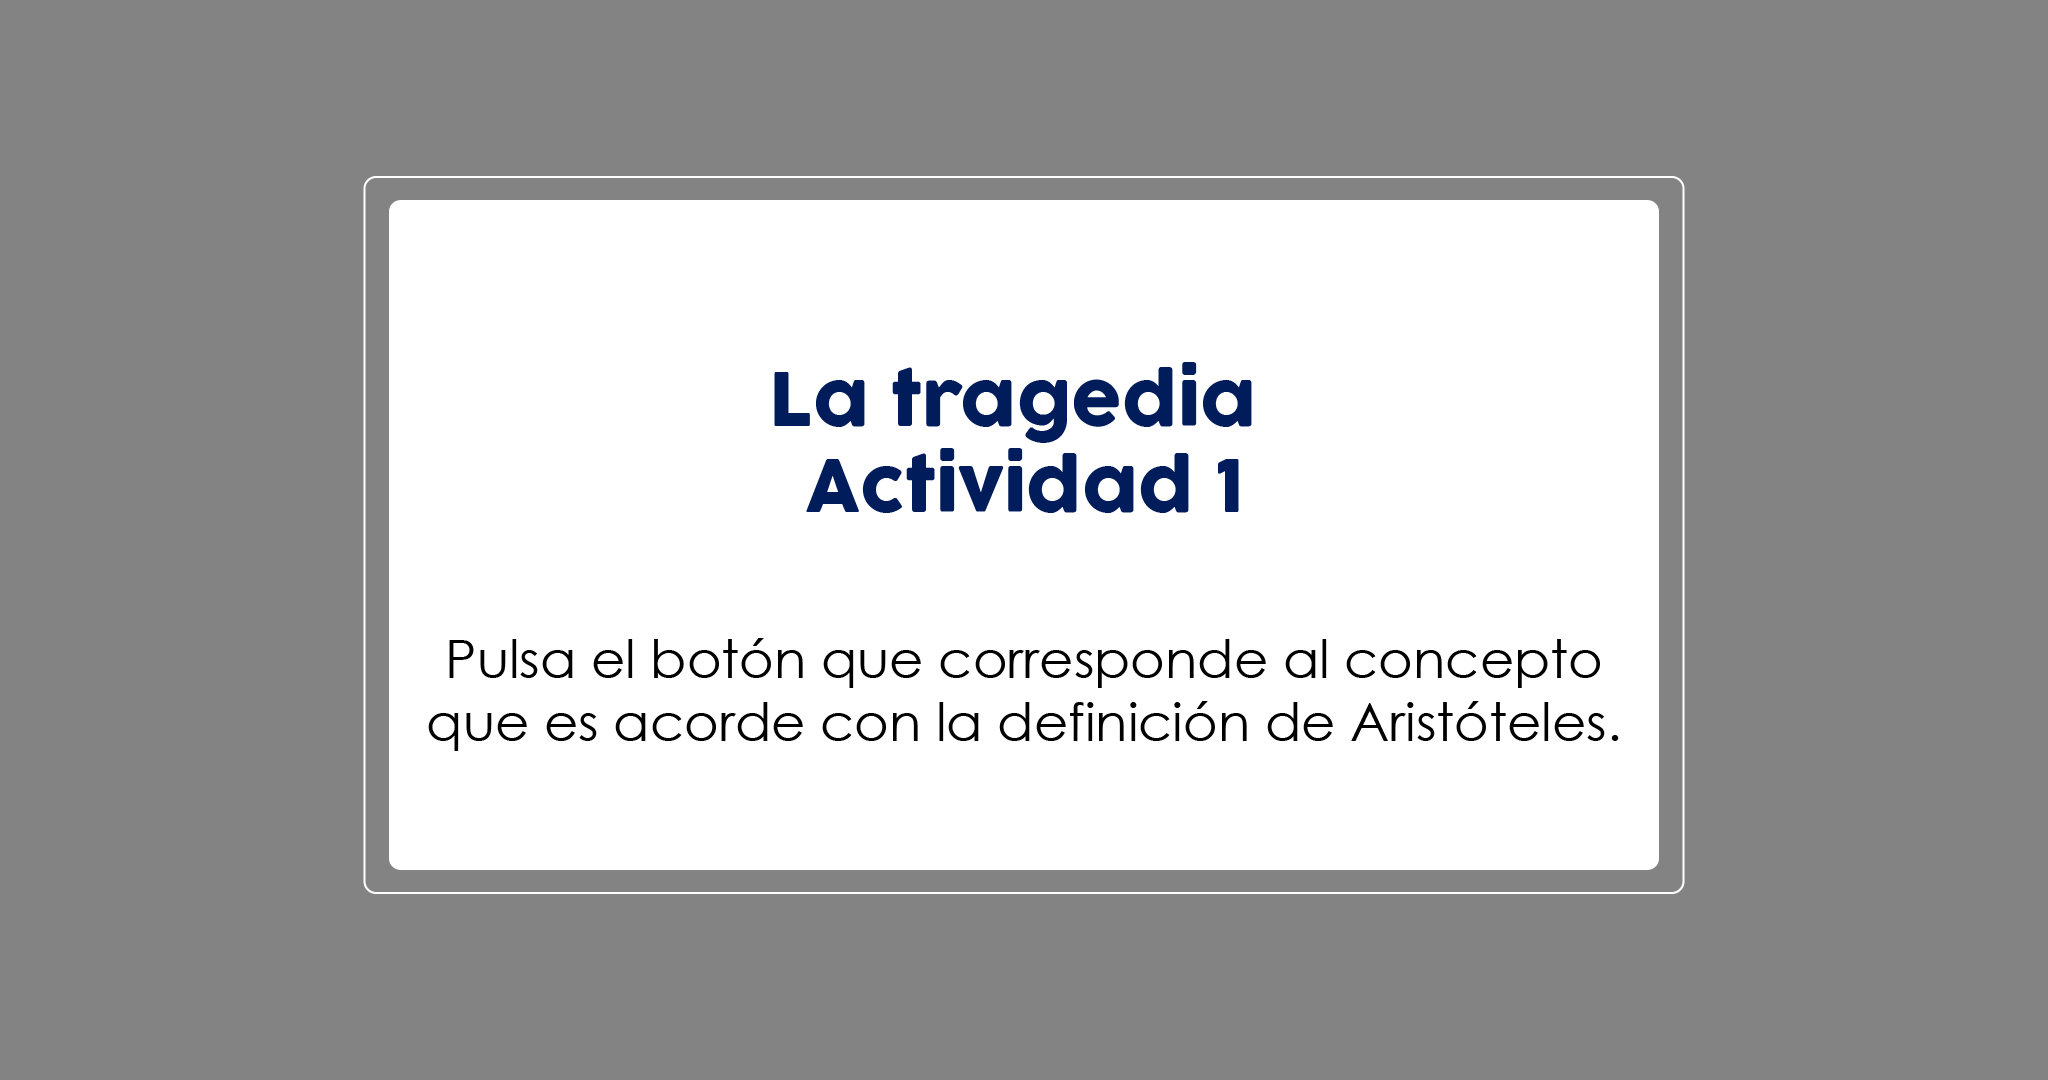 La tragedia
Actividad 1
Pulsa el botón que corresponde al concepto
que es acorde con la definición de Aristóteles.